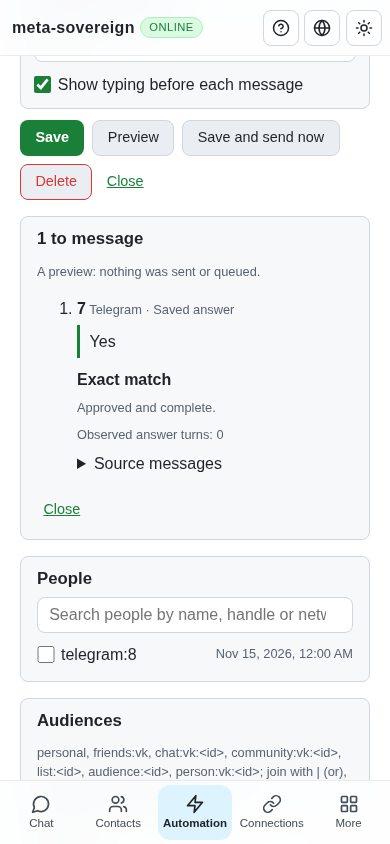 meta-sovereign ONLINE
Show typing before each message
Save Preview Save and send now
Delete Close
1 to message
A preview: nothing was sent or queued.
1. 7 Telegram · Saved answer
Yes
Exact match
Approved and complete.
Observed answer turns: 0
Source messages
Close
People
Search people by name, handle or netw
telegram:8 Nov 15, 2026, 12:00 AM
Audiences
personal, friends:vk, chat:vk:<id>, community:vk:<id>,
list:<id>, audience:<id>, person:vk:<id>; join with | (or),
Chat Contacts Automation Connections More